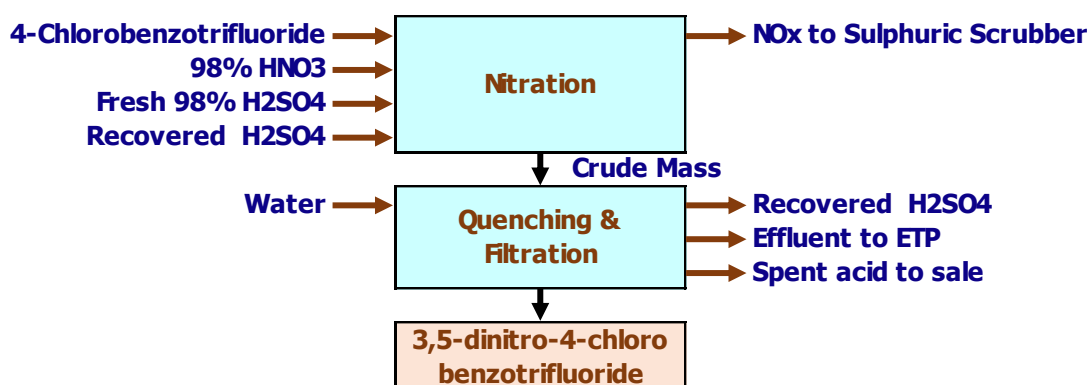 4-Chlorobenzotrifluoride
98% HNO3
Fresh 98% H2SO4
Recovered H2SO4
Nitration
NOx to Sulphuric Scrubber
Crude Mass
Water
Quenching &
Filtration
Recovered H2SO4
Effluent to ETP
Spent acid to sale
3,5-dinitro-4-chloro
benzotrifluoride